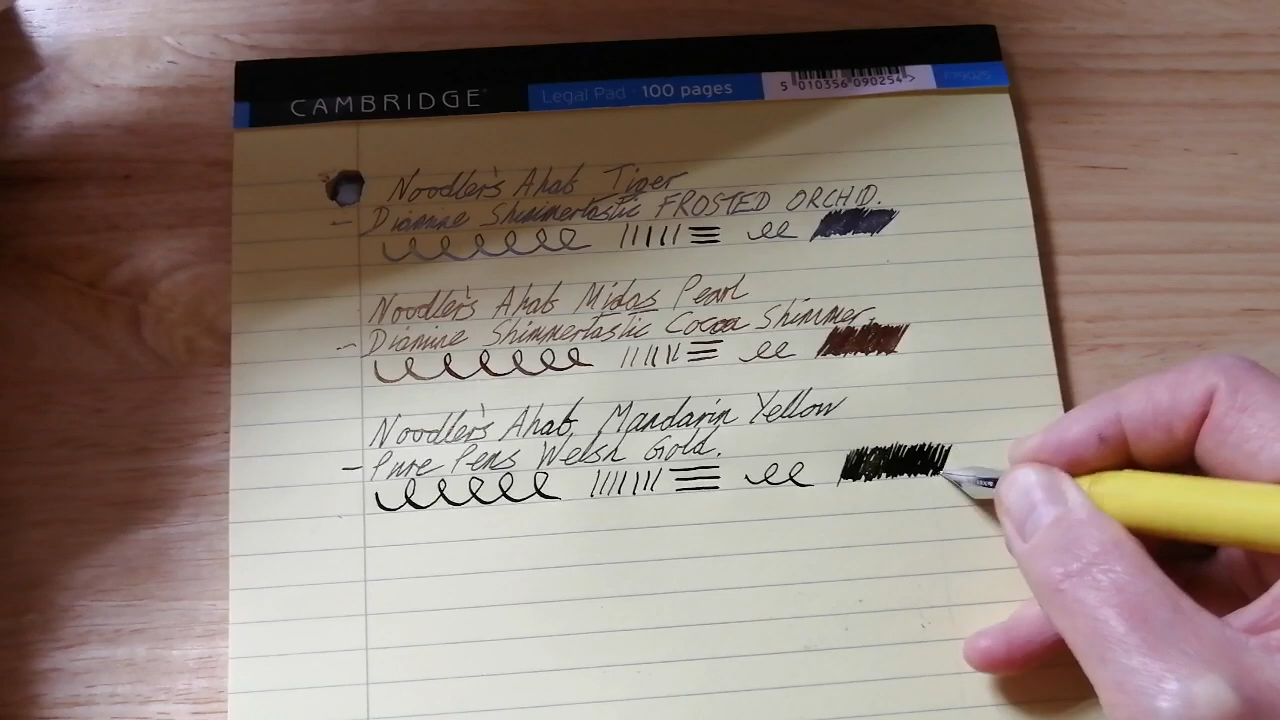 CAMBRIDGE
Legal Pad · 100 pages
5 010356 090254 >
F79025
Noodler's Ahab Tiger
- Diamine Shimmertastic FROSTED ORCHID.
Noodler's Ahab Midas Pearl
- Diamine Shimmertastic Cocoa Shimmer.
Noodler's Ahab Mandarin Yellow
- Pure Pens Welsh Gold.